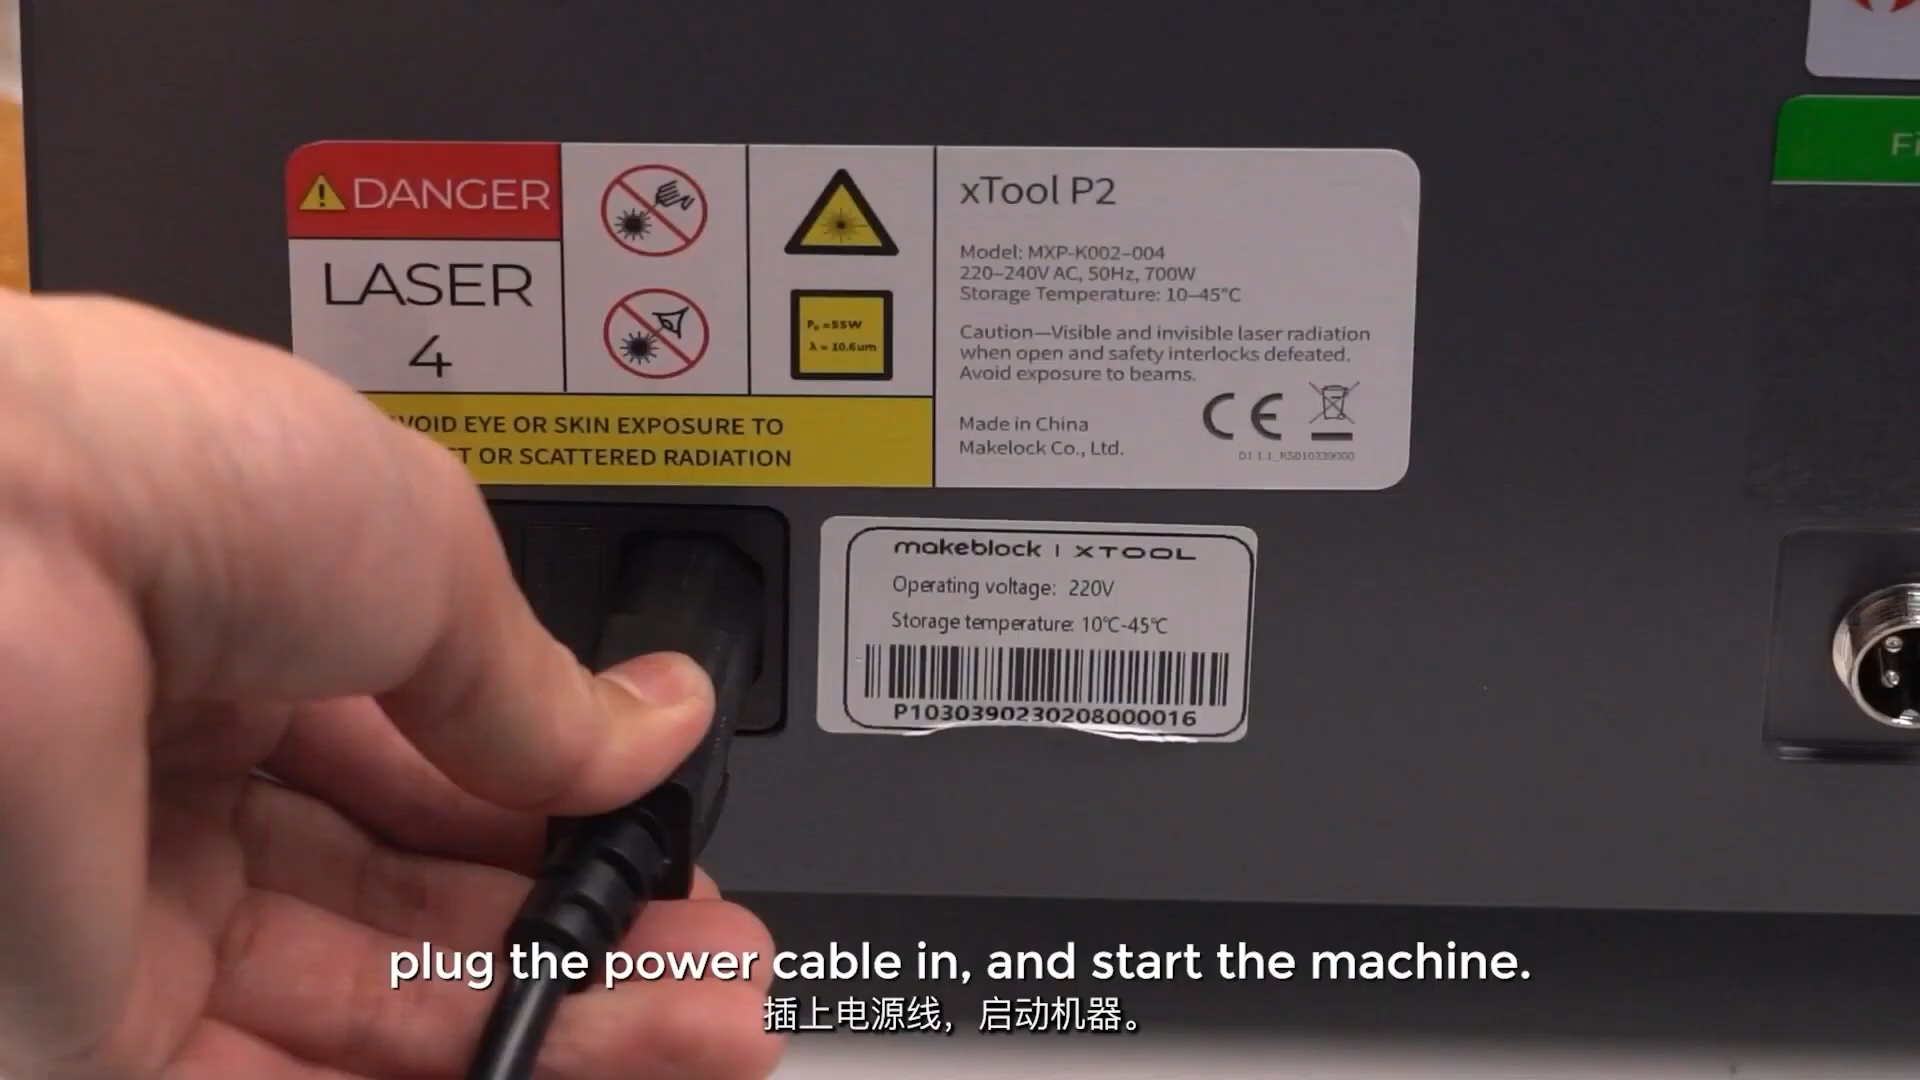 DANGER
LASER
4
VOID EYE OR SKIN EXPOSURE TO
T OR SCATTERED RADIATION
P₀ =55W
λ = 10.6um
xTool P2
Model: MXP-K002-004
220-240V AC, 50Hz, 700W
Storage Temperature: 10-45°C
Caution—Visible and invisible laser radiation
when open and safety interlocks defeated.
Avoid exposure to beams.
Made in China
Makelock Co., Ltd.
CE
Fi
makeblock | XTOOL
Operating voltage: 220V
Storage temperature: 10℃-45℃
P1030390230208000016
plug the power cable in, and start the machine.
插上电源线，启动机器。